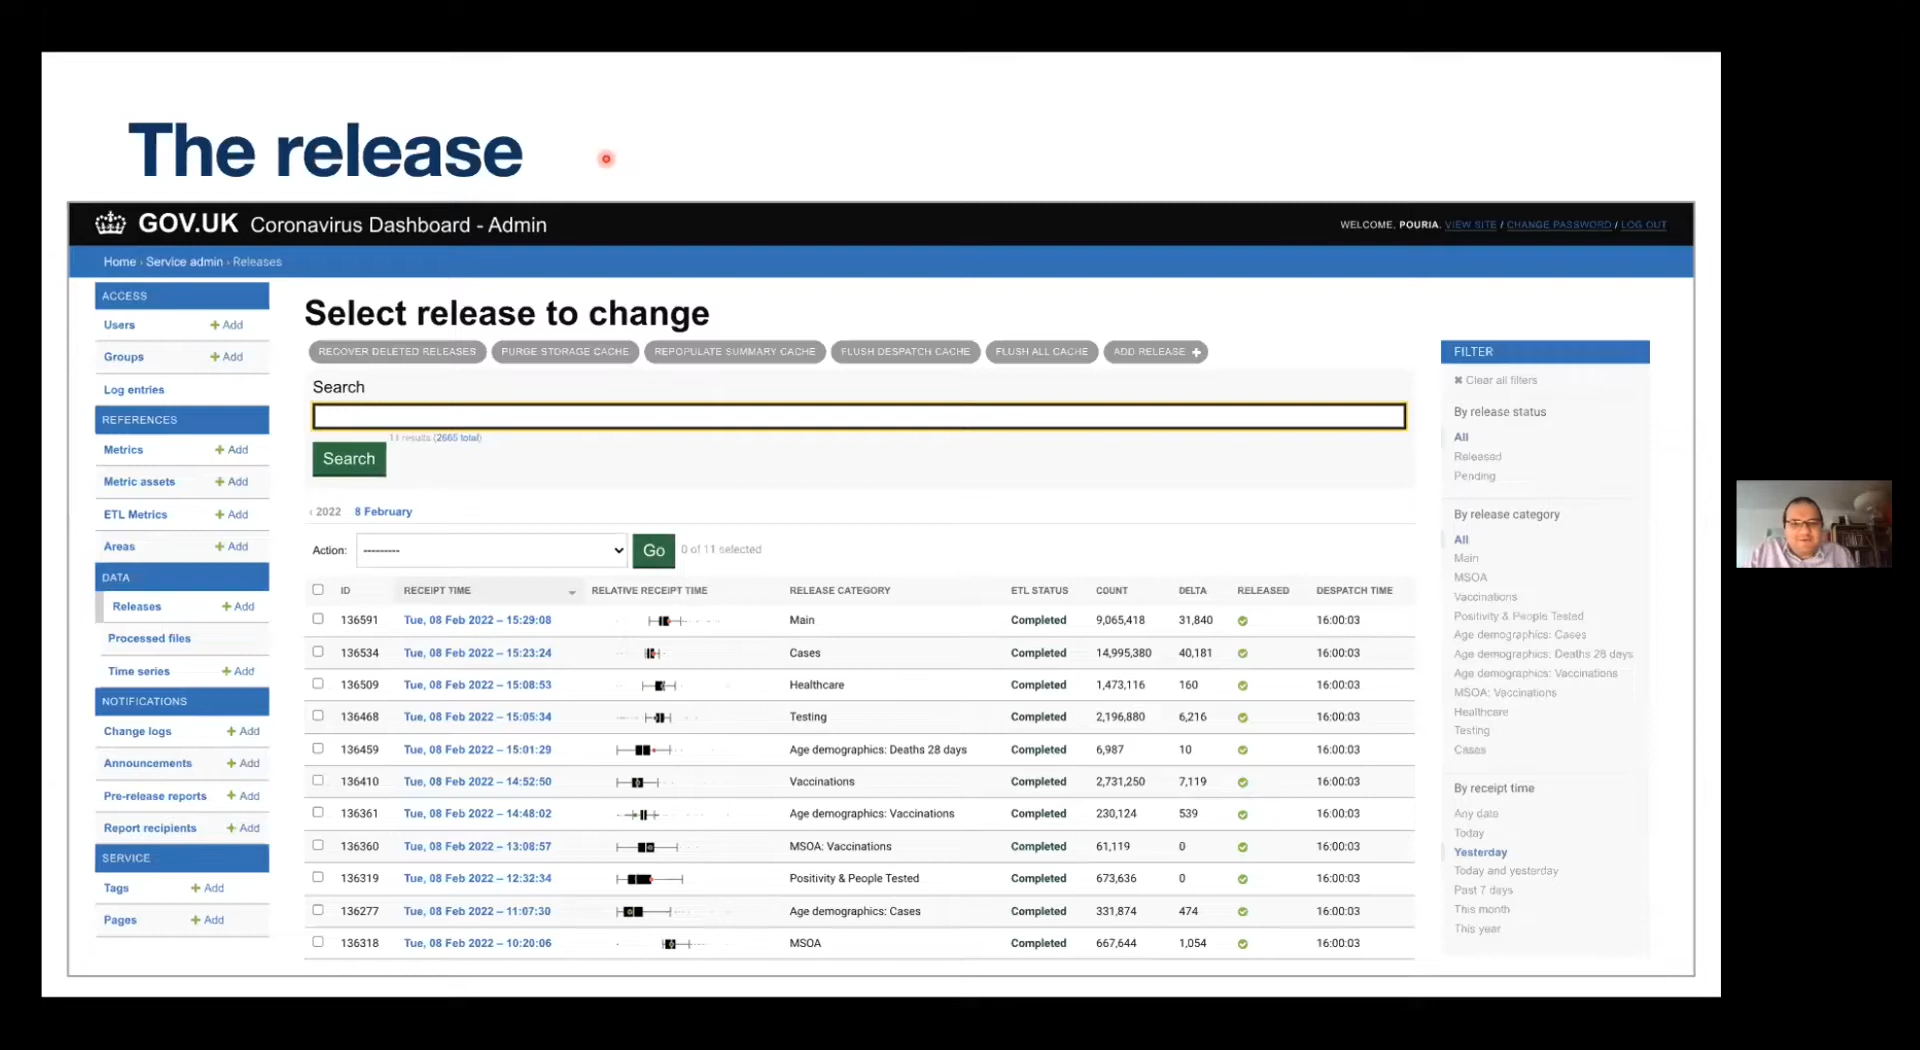 The release
GOV.UK Coronavirus Dashboard - Admin
WELCOME, POURIA. VIEW SITE / CHANGE PASSWORD / LOG OUT
Home › Service admin › Releases
ACCESS
Users + Add
Groups + Add
Log entries
REFERENCES
Metrics + Add
Metric assets + Add
ETL Metrics + Add
Areas + Add
DATA
Releases + Add
Processed files
Time series + Add
NOTIFICATIONS
Change logs + Add
Announcements + Add
Pre-release reports + Add
Report recipients + Add
SERVICE
Tags + Add
Pages + Add
Select release to change
RECOVER DELETED RELEASES PURGE STORAGE CACHE REPOPULATE SUMMARY CACHE FLUSH DESPATCH CACHE FLUSH ALL CACHE ADD RELEASE +
Search
11 results (2665 total)
Search
‹ 2022 8 February
Action: --------- Go 0 of 11 selected
ID RECEIPT TIME RELATIVE RECEIPT TIME RELEASE CATEGORY ETL STATUS COUNT DELTA RELEASED DESPATCH TIME
136591 Tue, 08 Feb 2022 – 15:29:08 Main Completed 9,065,418 31,840 16:00:03
136534 Tue, 08 Feb 2022 – 15:23:24 Cases Completed 14,995,380 40,181 16:00:03
136509 Tue, 08 Feb 2022 – 15:08:53 Healthcare Completed 1,473,116 160 16:00:03
136468 Tue, 08 Feb 2022 – 15:05:34 Testing Completed 2,196,880 6,216 16:00:03
136459 Tue, 08 Feb 2022 – 15:01:29 Age demographics: Deaths 28 days Completed 6,987 10 16:00:03
136410 Tue, 08 Feb 2022 – 14:52:50 Vaccinations Completed 2,731,250 7,119 16:00:03
136361 Tue, 08 Feb 2022 – 14:48:02 Age demographics: Vaccinations Completed 230,124 539 16:00:03
136360 Tue, 08 Feb 2022 – 13:08:57 MSOA: Vaccinations Completed 61,119 0 16:00:03
136319 Tue, 08 Feb 2022 – 12:32:34 Positivity & People Tested Completed 673,636 0 16:00:03
136277 Tue, 08 Feb 2022 – 11:07:30 Age demographics: Cases Completed 331,874 474 16:00:03
136318 Tue, 08 Feb 2022 – 10:20:06 MSOA Completed 667,644 1,054 16:00:03
FILTER
✖ Clear all filters
By release status
All
Released
Pending
By release category
All
Main
MSOA
Vaccinations
Positivity & People Tested
Age demographics: Cases
Age demographics: Deaths 28 days
Age demographics: Vaccinations
MSOA: Vaccinations
Healthcare
Testing
Cases
By receipt time
Any date
Today
Yesterday
Today and yesterday
Past 7 days
This month
This year